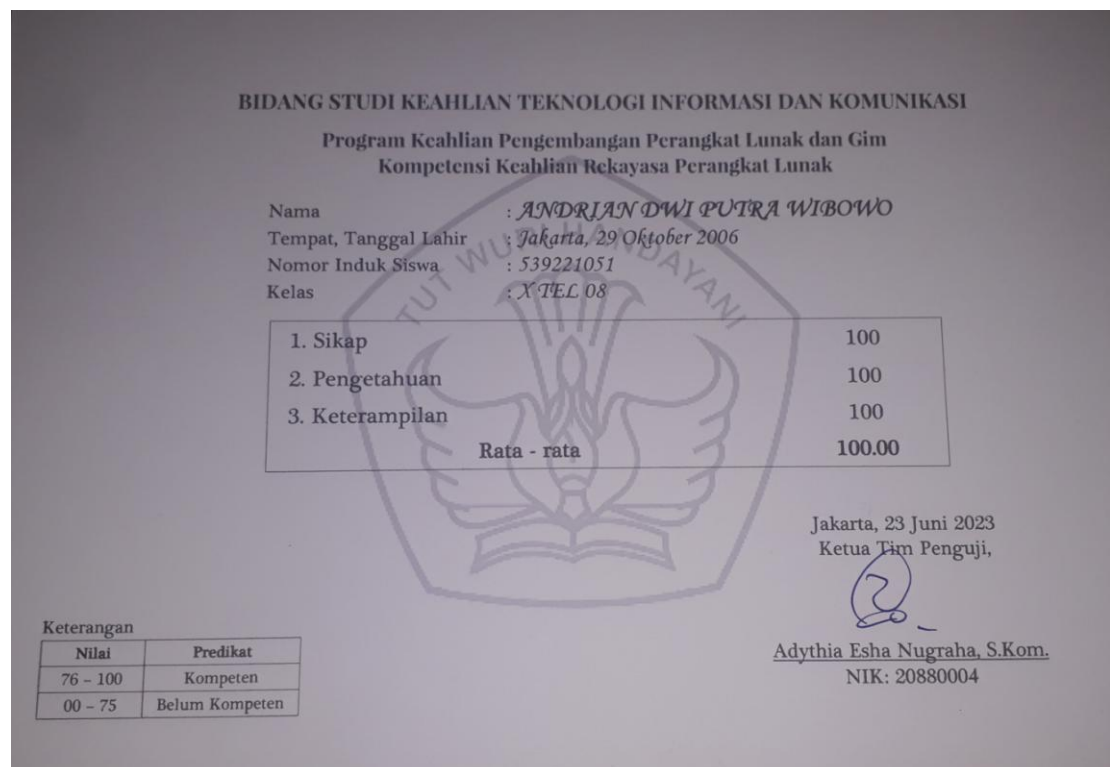 BIDANG STUDI KEAHLIAN TEKNOLOGI INFORMASI DAN KOMUNIKASI
Program Keahlian Pengembangan Perangkat Lunak dan Gim
Kompetensi Keahlian Rekayasa Perangkat Lunak
Nama : ANDRIAN DWI PUTRA WIBOWO
Tempat, Tanggal Lahir : Jakarta, 29 Oktober 2006
Nomor Induk Siswa : 539221051
Kelas : X TEL 08
TUT WURI HANDAYANI
1. Sikap 100
2. Pengetahuan 100
3. Keterampilan 100
Rata - rata 100.00
Jakarta, 23 Juni 2023
Ketua Tim Penguji,
Adythia Esha Nugraha, S.Kom.
NIK: 20880004
Keterangan
Nilai Predikat
76 – 100 Kompeten
00 – 75 Belum Kompeten